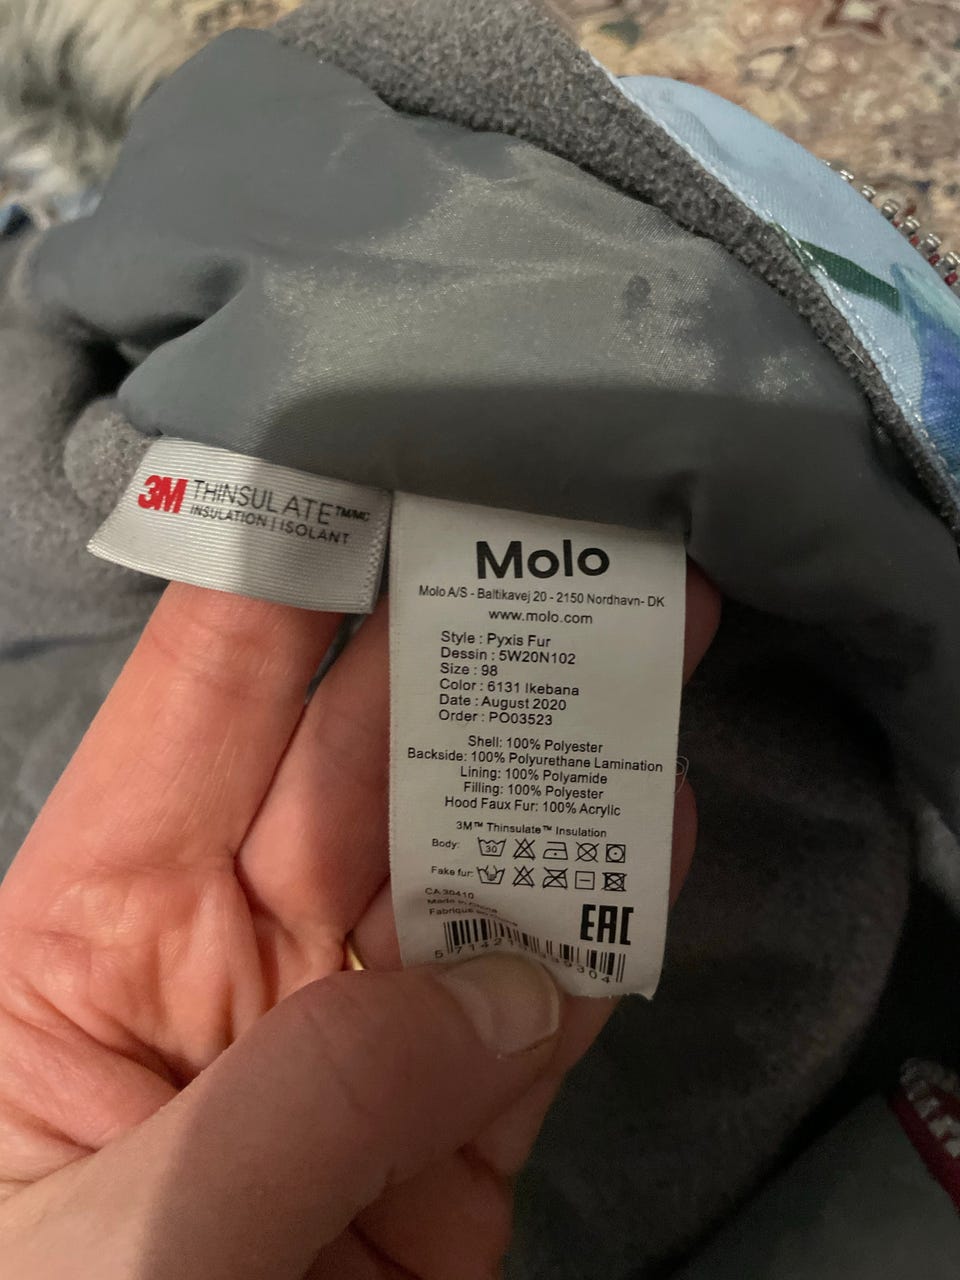 3M THINSULATE™/MC
INSULATION | ISOLANT
Molo
Molo A/S - Baltikavej 20 - 2150 Nordhavn- DK
www.molo.com
Style : Pyxis Fur
Dessin : 5W20N102
Size : 98
Color : 6131 Ikebana
Date : August 2020
Order : PO03523
Shell: 100% Polyester
Backside: 100% Polyurethane Lamination
Lining: 100% Polyamide
Filling: 100% Polyester
Hood Faux Fur: 100% Acrylic
3M™ Thinsulate™ Insulation
Body: 30
Fake fur:
CA 30410
Made in China
Fabriqué en
EAC